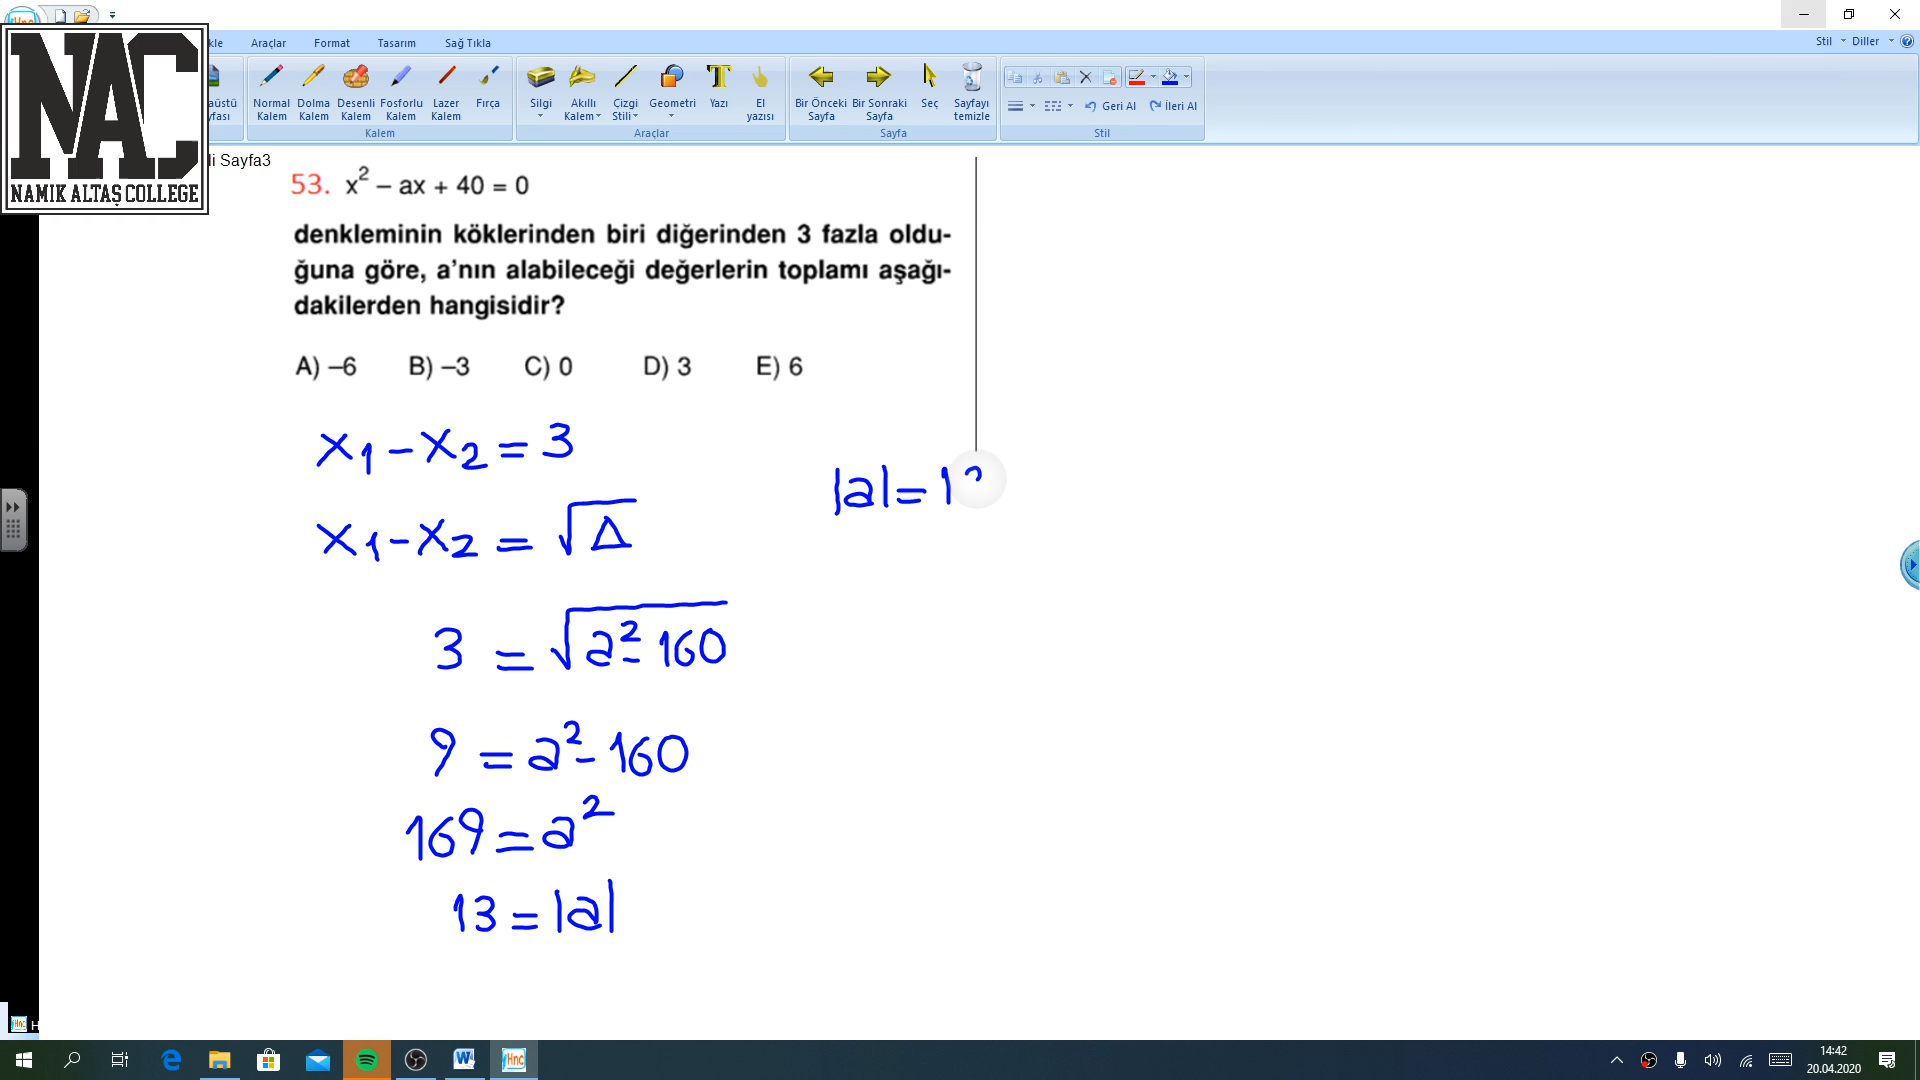 kle Araçlar Format Tasarım Sağ Tıkla Stil Diller
Normal Kalem Dolma Kalem Desenli Kalem Fosforlu Kalem Lazer Kalem Fırça Silgi Akıllı Kalem Çizgi Stili Geometri Yazı El yazısı Bir Önceki Sayfa Bir Sonraki Sayfa Seç Sayfayı temizle Geri Al İleri Al
Kalem Araçlar Sayfa Stil
NAC
NAMIK ALTAŞ COLLEGE
li Sayfa3
53. x² – ax + 40 = 0
denkleminin köklerinden biri diğerinden 3 fazla oldu-
ğuna göre, a’nın alabileceği değerlerin toplamı aşağı-
dakilerden hangisidir?
A) –6 B) –3 C) 0 D) 3 E) 6
x₁ - x₂ = 3
x₁ - x₂ = √Δ
3 = √a² - 160
9 = a² - 160
169 = a²
13 = |a|
|a| = 1
Hnc
14:42
20.04.2020